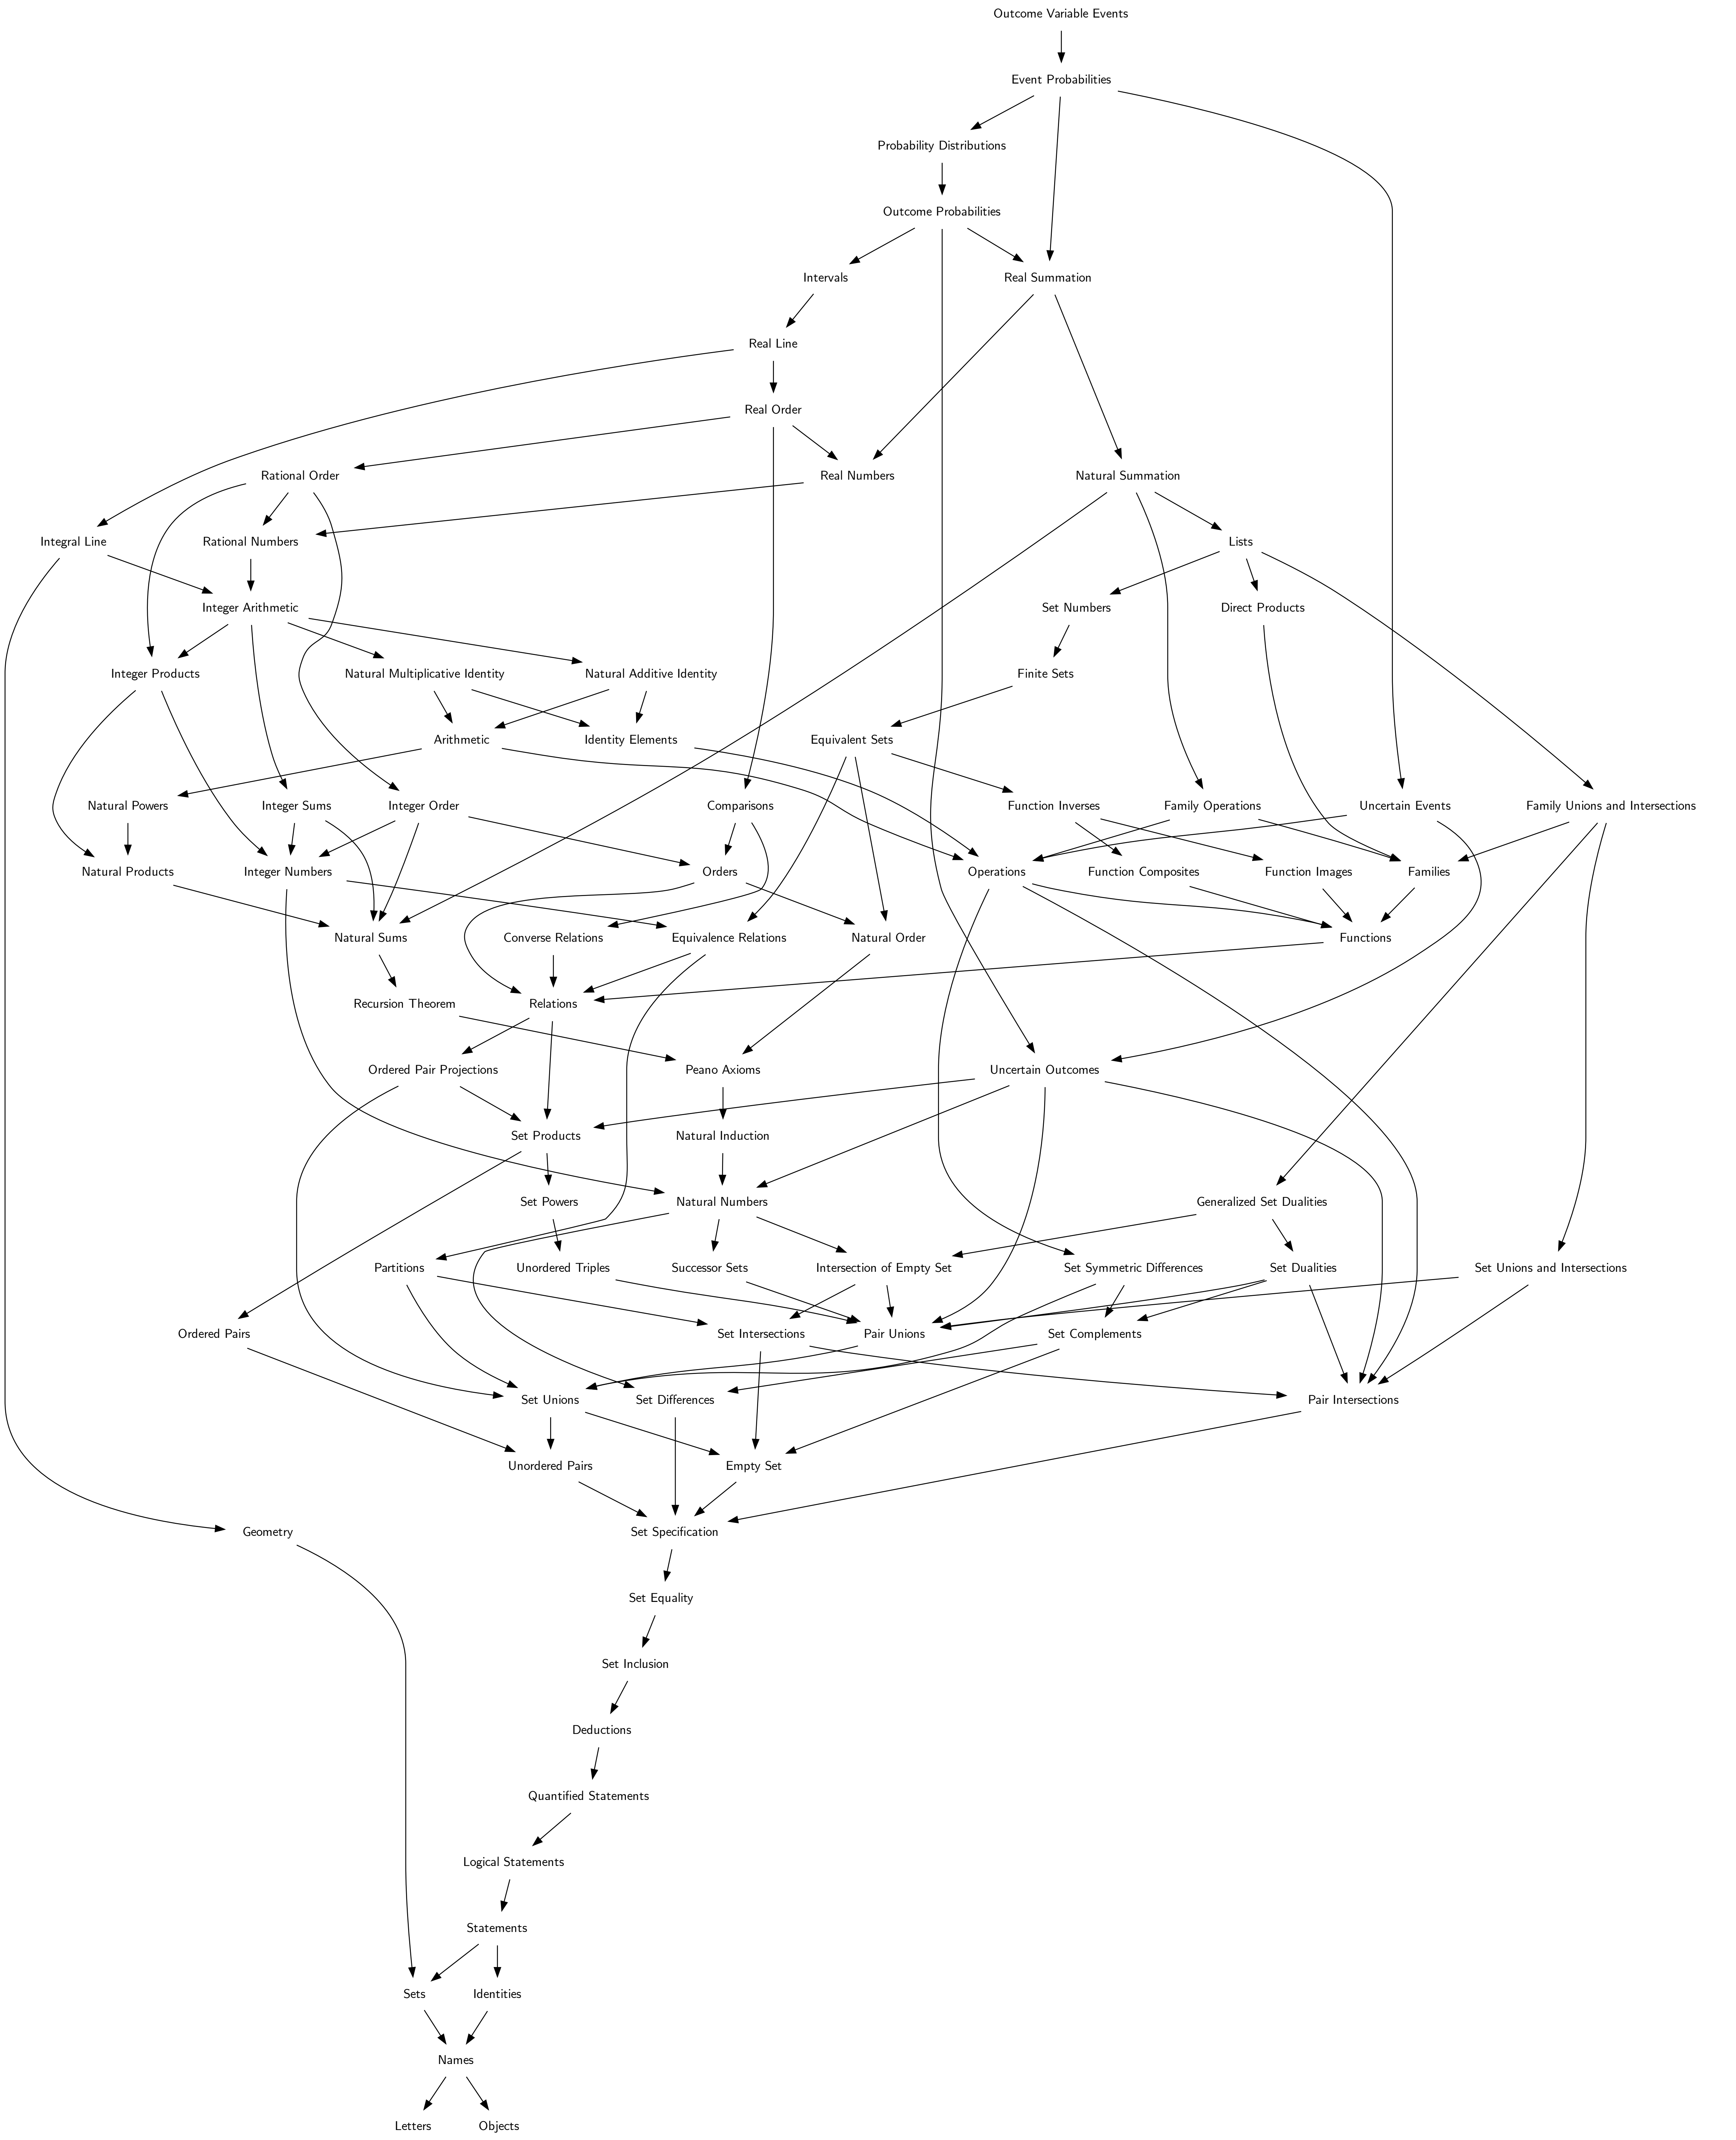 Outcome Variable Events
Event Probabilities
Probability Distributions
Outcome Probabilities
Intervals
Real Summation
Real Line
Real Order
Rational Order
Real Numbers
Natural Summation
Integral Line
Rational Numbers
Lists
Integer Arithmetic
Set Numbers
Direct Products
Integer Products
Natural Multiplicative Identity
Natural Additive Identity
Finite Sets
Arithmetic
Identity Elements
Equivalent Sets
Natural Powers
Integer Sums
Integer Order
Comparisons
Function Inverses
Family Operations
Uncertain Events
Family Unions and Intersections
Natural Products
Integer Numbers
Orders
Operations
Function Composites
Function Images
Families
Natural Sums
Converse Relations
Equivalence Relations
Natural Order
Functions
Recursion Theorem
Relations
Ordered Pair Projections
Peano Axioms
Uncertain Outcomes
Set Products
Natural Induction
Set Powers
Natural Numbers
Generalized Set Dualities
Partitions
Unordered Triples
Successor Sets
Intersection of Empty Set
Set Symmetric Differences
Set Dualities
Set Unions and Intersections
Ordered Pairs
Set Intersections
Pair Unions
Set Complements
Set Unions
Set Differences
Pair Intersections
Unordered Pairs
Empty Set
Geometry
Set Specification
Set Equality
Set Inclusion
Deductions
Quantified Statements
Logical Statements
Statements
Sets
Identities
Names
Letters
Objects